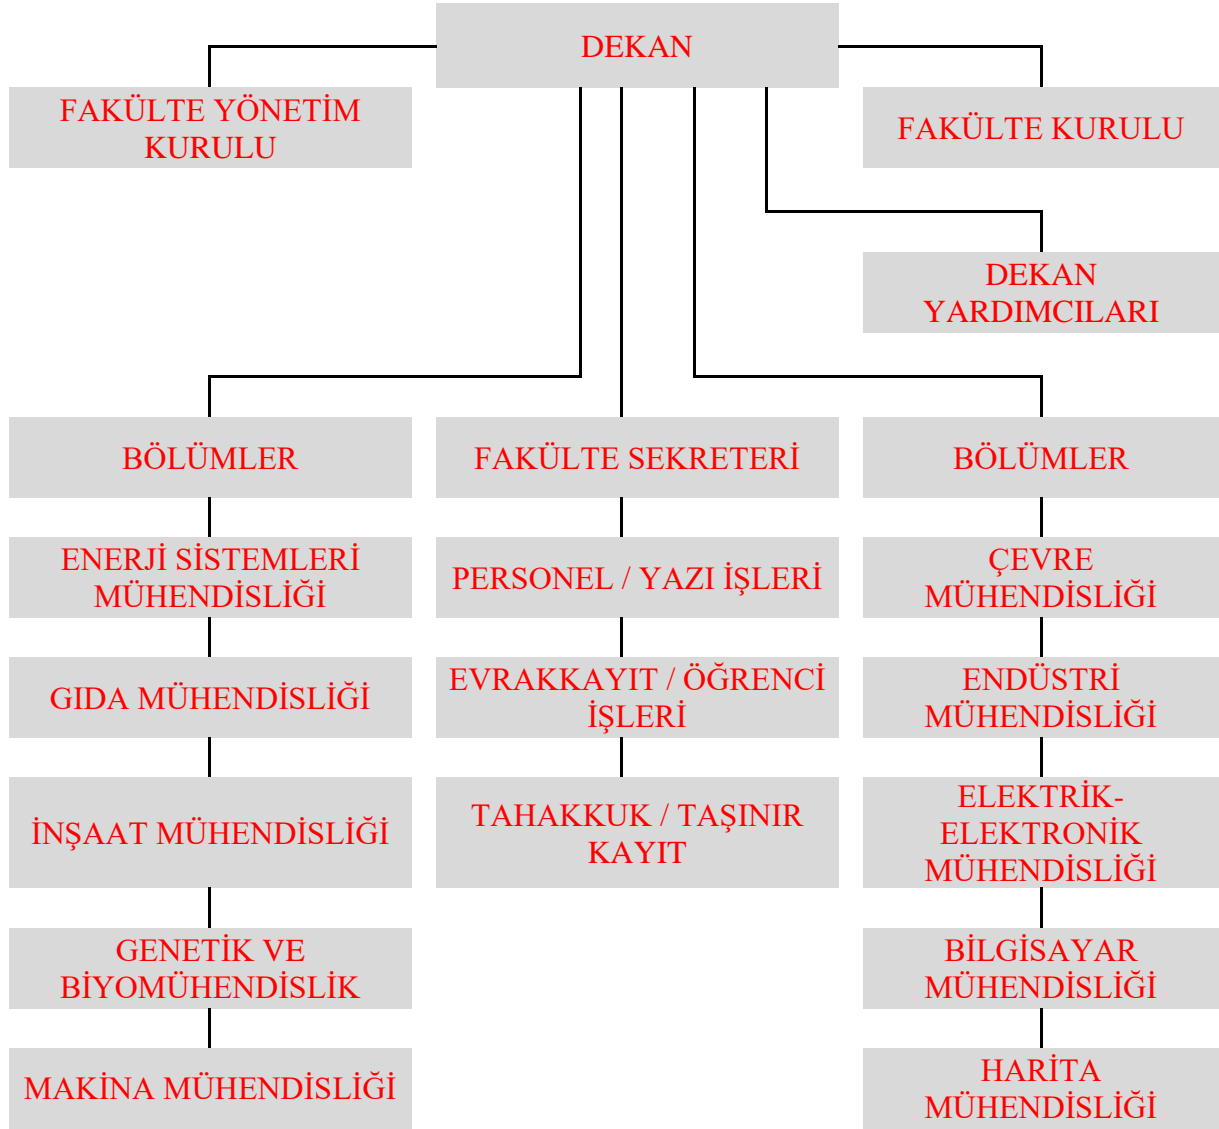 DEKAN
FAKÜLTE YÖNETİM
KURULU
FAKÜLTE KURULU
DEKAN
YARDIMCILARI
BÖLÜMLER
FAKÜLTE SEKRETERİ
BÖLÜMLER
ENERJİ SİSTEMLERİ
MÜHENDİSLİĞİ
PERSONEL / YAZI İŞLERİ
ÇEVRE
MÜHENDİSLİĞİ
GIDA MÜHENDİSLİĞİ
EVRAKKAYIT / ÖĞRENCİ
İŞLERİ
ENDÜSTRİ
MÜHENDİSLİĞİ
İNŞAAT MÜHENDİSLİĞİ
TAHAKKUK / TAŞINIR
KAYIT
ELEKTRİK-
ELEKTRONİK
MÜHENDİSLİĞİ
GENETİK VE
BİYOMÜHENDİSLİK
BİLGİSAYAR
MÜHENDİSLİĞİ
MAKİNA MÜHENDİSLİĞİ
HARİTA
MÜHENDİSLİĞİ